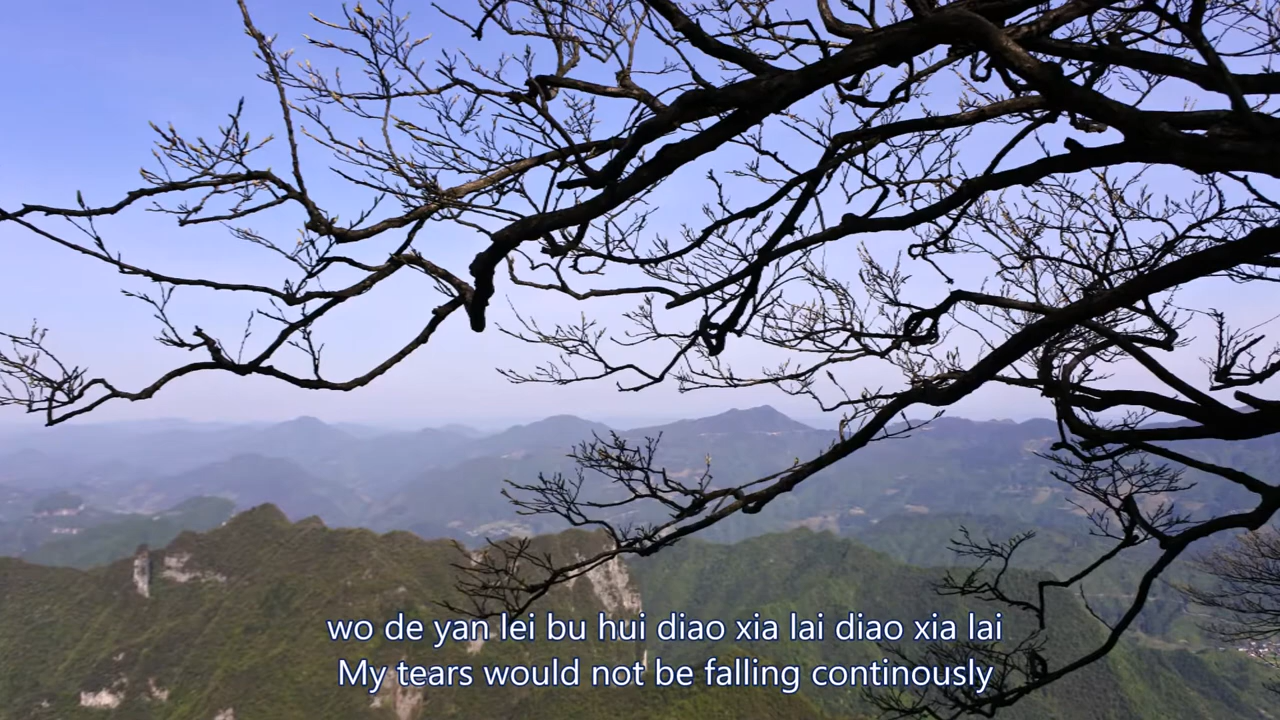 wo de yan lei bu hui diao xia lai diao xia lai
My tears would not be falling continously